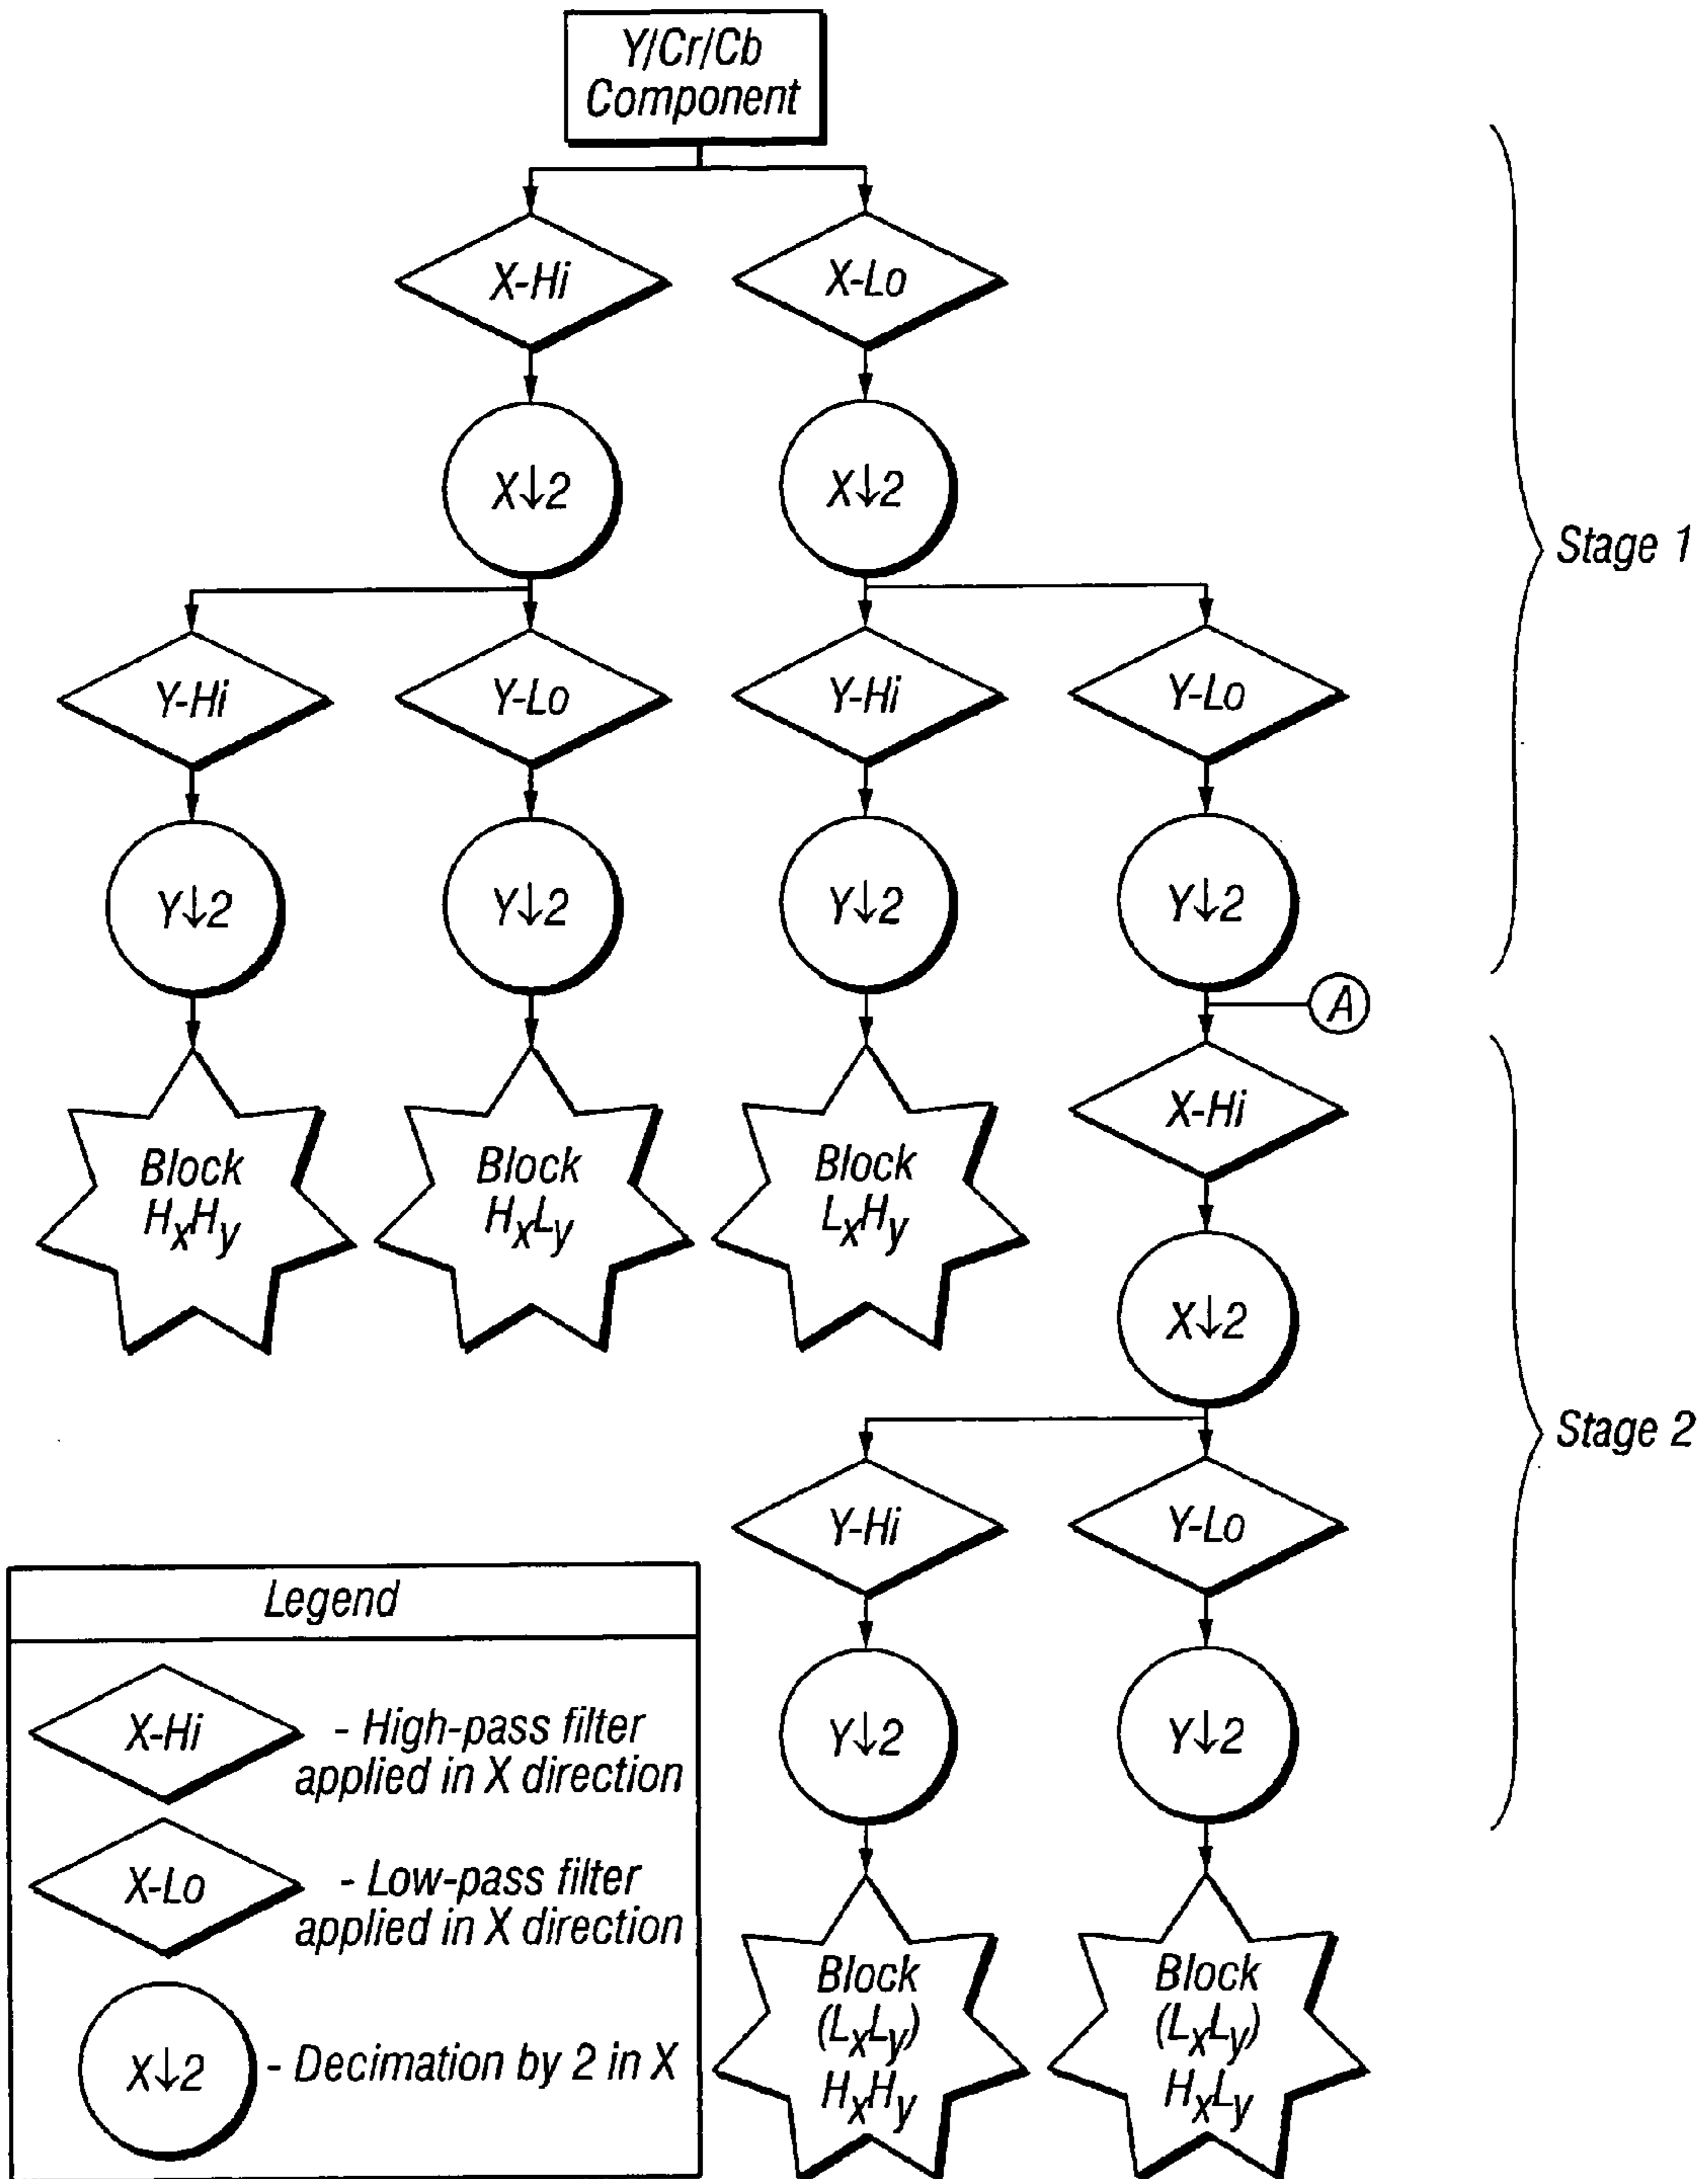 Y/Cr/Cb
Component
X-Hi
X-Lo
X↓2
X↓2
Stage 1
Y-Hi
Y-Lo
Y-Hi
Y-Lo
Y↓2
Y↓2
Y↓2
Y↓2
A
Block
HxHy
Block
HxLy
Block
LxHy
X-Hi
X↓2
Stage 2
Y-Hi
Y-Lo
Y↓2
Y↓2
Block
(LxLy)
HxHy
Block
(LxLy)
HxLy
Legend
X-Hi
- High-pass filter
applied in X direction
X-Lo
- Low-pass filter
applied in X direction
X↓2
- Decimation by 2 in X